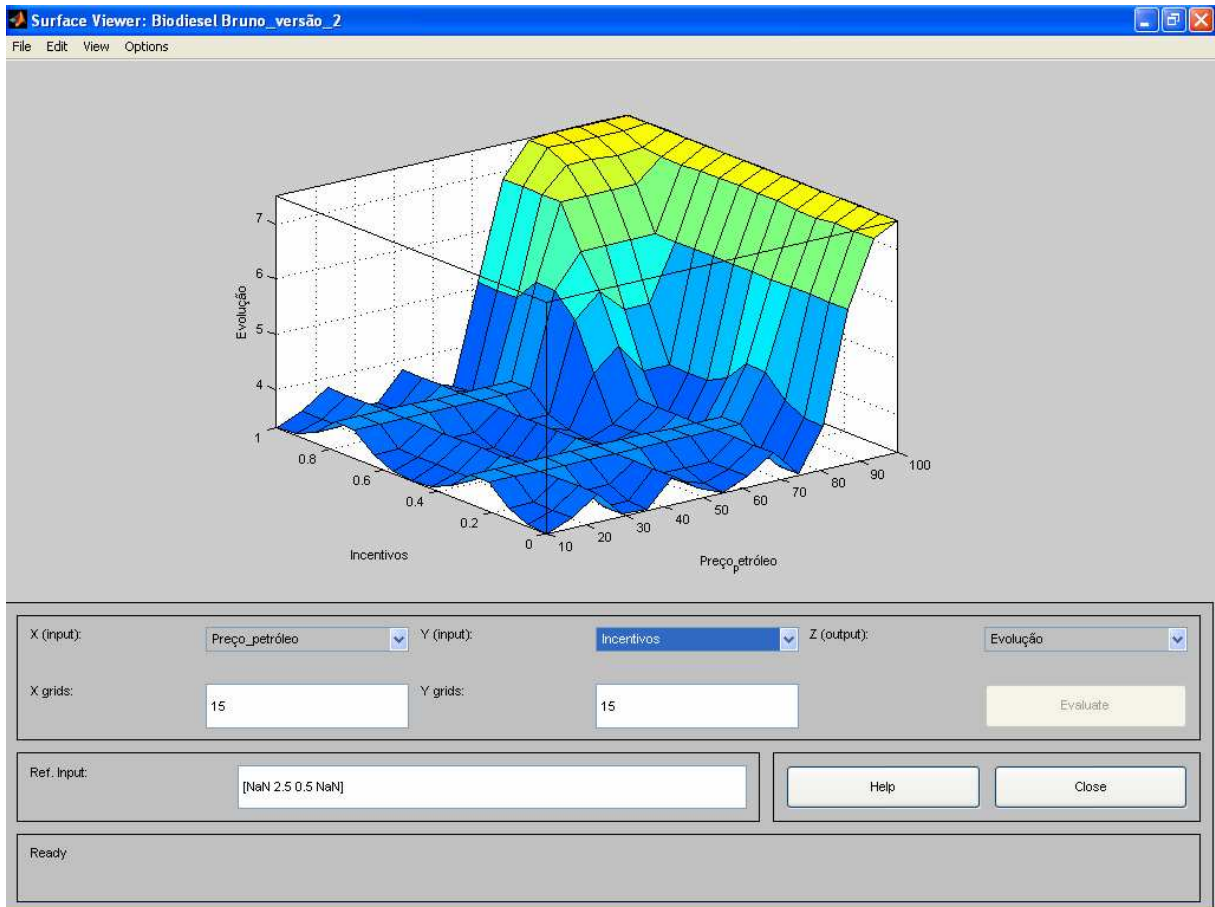 Surface Viewer: Biodiesel Bruno_versão_2
File Edit View Options
7
6
5
4
Evolução
1
0.8
0.6
0.4
0.2
0
Incentivos
10
20
30
40
50
60
70
80
90
100
Preço_petróleo
X (input):
Preço_petróleo
Y (input):
Incentivos
Z (output):
Evolução
X grids:
15
Y grids:
15
Evaluate
Ref. Input:
[NaN 2.5 0.5 NaN]
Help
Close
Ready